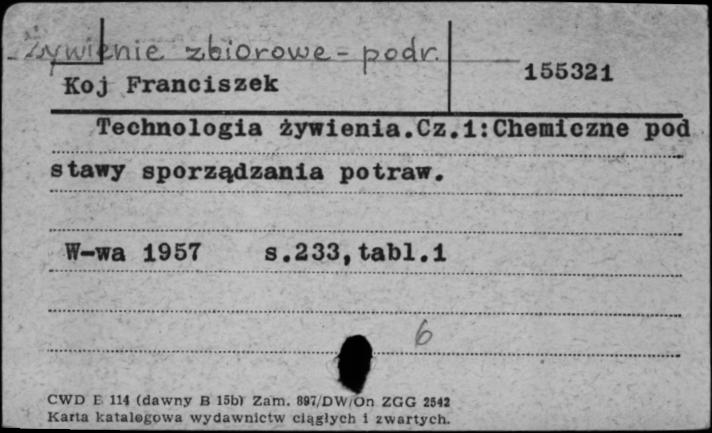 Żywienie zbiorowe - podr.
Koj Franciszek
155321
Technologia żywienia.Cz.1:Chemiczne pod
stawy sporządzania potraw.
W-wa 1957 s.233,tabl.1
6
CWD E 114 (dawny B 15b) Zam. 897/DW/On ZGG 2542
Karta katalogowa wydawnictw ciągłych i zwartych.